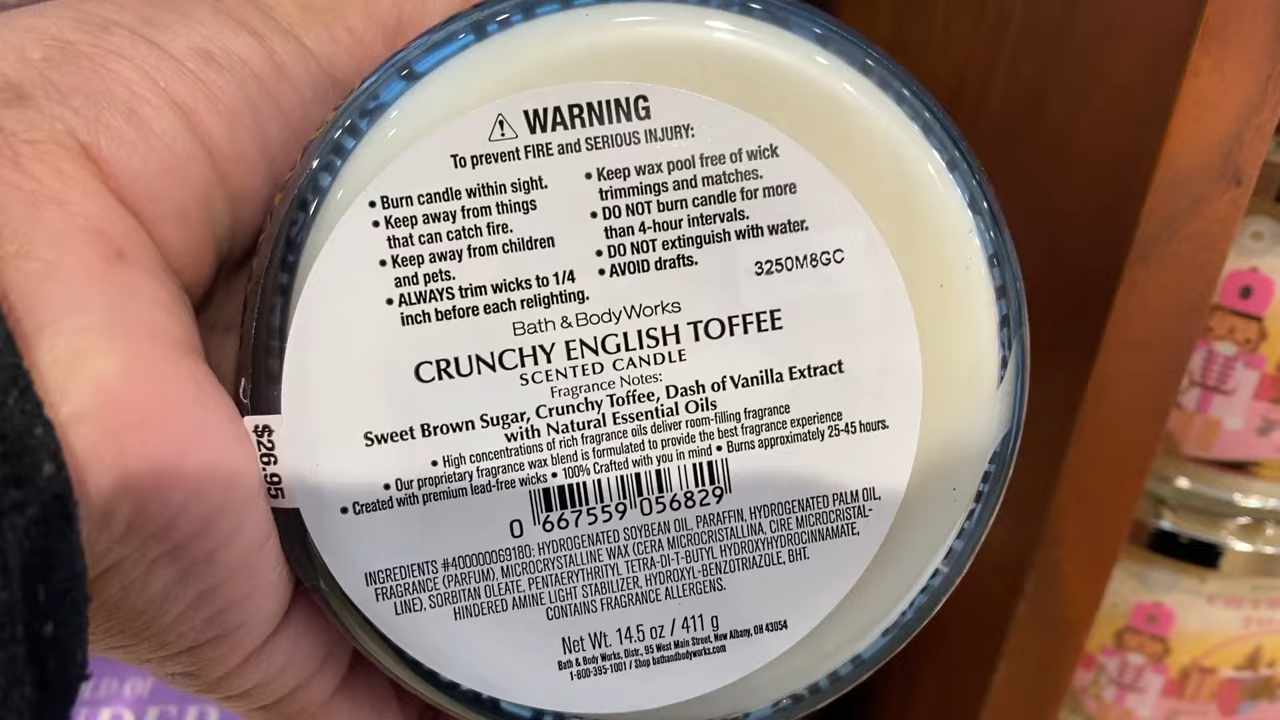 WARNING
To prevent FIRE and SERIOUS INJURY:
• Burn candle within sight.
• Keep away from things
that can catch fire.
• Keep away from children
and pets.
• ALWAYS trim wicks to 1/4
inch before each relighting.
• Keep wax pool free of wick
trimmings and matches.
• DO NOT burn candle for more
than 4-hour intervals.
• DO NOT extinguish with water.
• AVOID drafts.
3250M8GC
Bath & Body Works
CRUNCHY ENGLISH TOFFEE
SCENTED CANDLE
Fragrance Notes:
Sweet Brown Sugar, Crunchy Toffee, Dash of Vanilla Extract
with Natural Essential Oils
• High concentrations of rich fragrance oils deliver room-filling fragrance
• Our proprietary fragrance wax blend is formulated to provide the best fragrance experience
• Created with premium lead-free wicks • 100% Crafted with you in mind • Burns approximately 25-45 hours.
$26.95
0 667559 056829
INGREDIENTS #400000069180: HYDROGENATED SOYBEAN OIL, PARAFFIN, HYDROGENATED PALM OIL,
FRAGRANCE (PARFUM), MICROCRYSTALLINE WAX (CERA MICROCRISTALLINA, CIRE MICROCRISTAL-
LINE), SORBITAN OLEATE, PENTAERYTHRITYL TETRA-DI-T-BUTYL HYDROXYHYDROCINNAMATE,
HINDERED AMINE LIGHT STABILIZER, HYDROXYL-BENZOTRIAZOLE, BHT.
CONTAINS FRAGRANCE ALLERGENS.
Net Wt. 14.5 oz / 411 g
Bath & Body Works, Distr., 95 West Main Street, New Albany, OH 43054
1-800-395-1001 / Shop bathandbodyworks.com